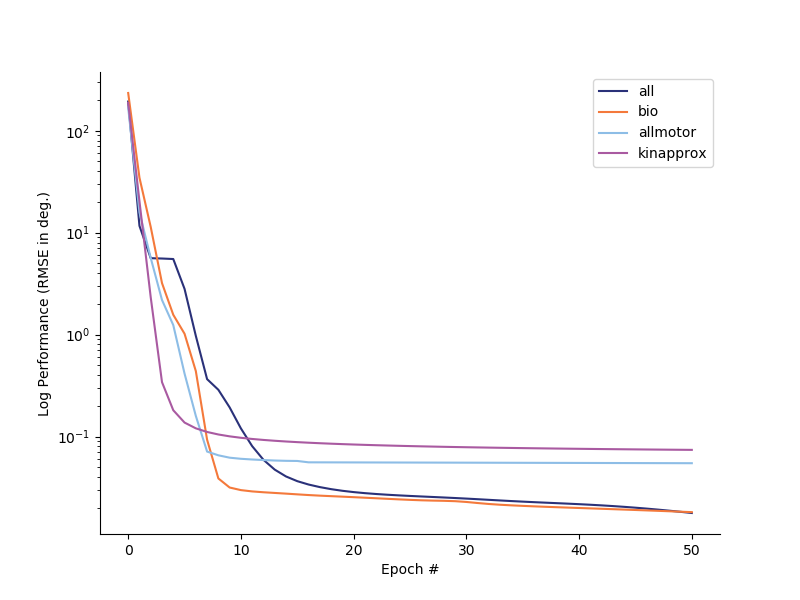 all
bio
allmotor
kinapprox
Log Performance (RMSE in deg.)
10²
10¹
10⁰
10⁻¹
0 10 20 30 40 50
Epoch #